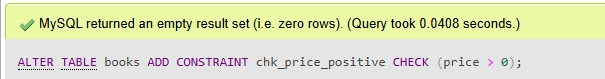 MySQL returned an empty result set (i.e. zero rows). (Query took 0.0408 seconds.)
ALTER TABLE books ADD CONSTRAINT chk_price_positive CHECK (price > 0);